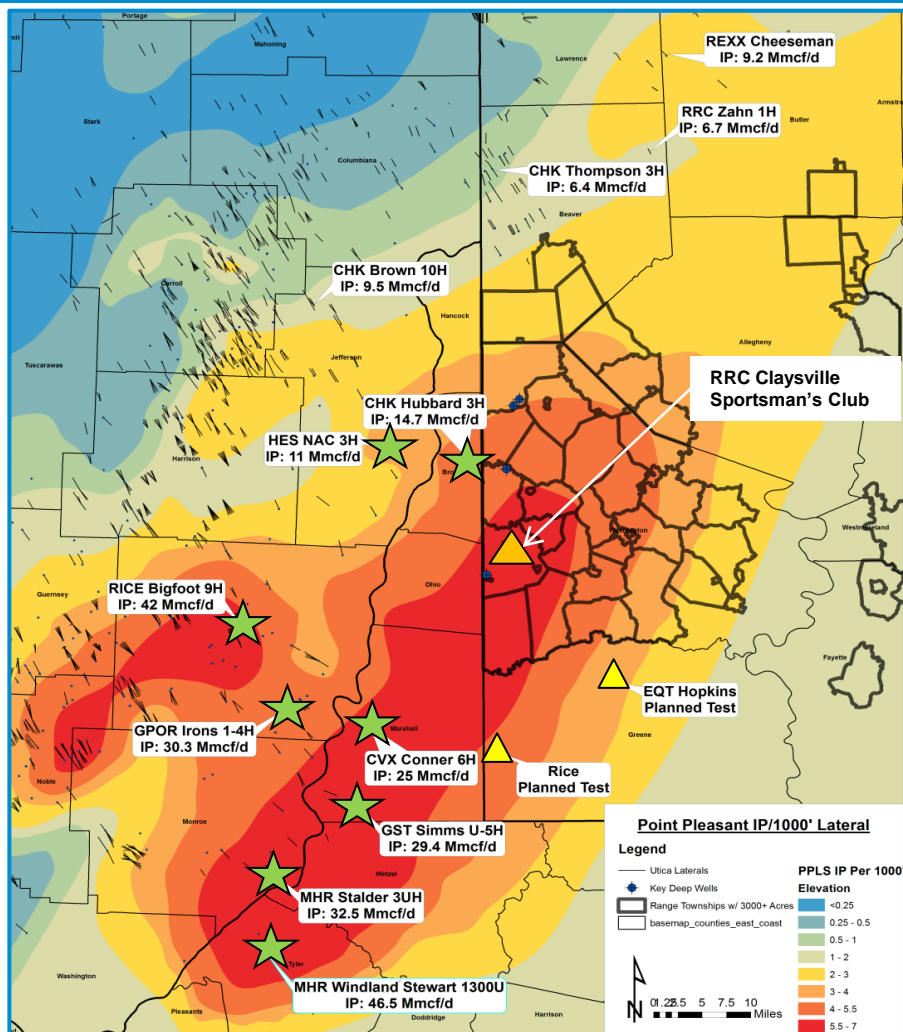 Portage
Mahoning
Stark
Columbiana
Lawrence
REXX Cheeseman
IP: 9.2 Mmcf/d
Butler
RRC Zahn 1H
IP: 6.7 Mmcf/d
CHK Thompson 3H
IP: 6.4 Mmcf/d
Beaver
CHK Brown 10H
IP: 9.5 Mmcf/d
Carroll
Hancock
Tuscarawas
Jefferson
Allegheny
RRC Claysville
Sportsman's Club
CHK Hubbard 3H
IP: 14.7 Mmcf/d
HES NAC 3H
IP: 11 Mmcf/d
Harrison
Westmoreland
Ohio
RICE Bigfoot 9H
IP: 42 Mmcf/d
Guernsey
Fayette
EQT Hopkins
Planned Test
Greene
GPOR Irons 1-4H
IP: 30.3 Mmcf/d
Marshall
CVX Conner 6H
IP: 25 Mmcf/d
Rice
Planned Test
Noble
Monroe
GST Simms U-5H
IP: 29.4 Mmcf/d
Wetzel
MHR Stalder 3UH
IP: 32.5 Mmcf/d
Tyler
Washington
MHR Windland Stewart 1300U
IP: 46.5 Mmcf/d
Pleasants
Doddridge
Harrison
Point Pleasant IP/1000' Lateral
Legend
Utica Laterals
Key Deep Wells
Range Townships w/ 3000+ Acres
basemap_counties_east_coast
PPLS IP Per 1000'
Elevation
<0.25
0.25 - 0.5
0.5 - 1
1 - 2
2 - 3
3 - 4
4 - 5.5
5.5 - 7
N
5 10
Miles